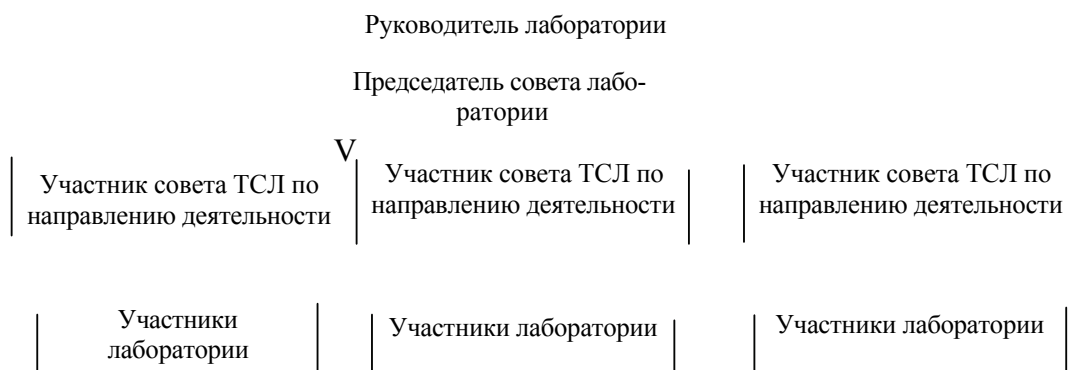 Руководитель лаборатории
Председатель совета лабо-
ратории
V
Участник совета ТСЛ по
направлению деятельности
Участник совета ТСЛ по
направлению деятельности
Участник совета ТСЛ по
направлению деятельности
Участники
лаборатории
Участники лаборатории
Участники лаборатории